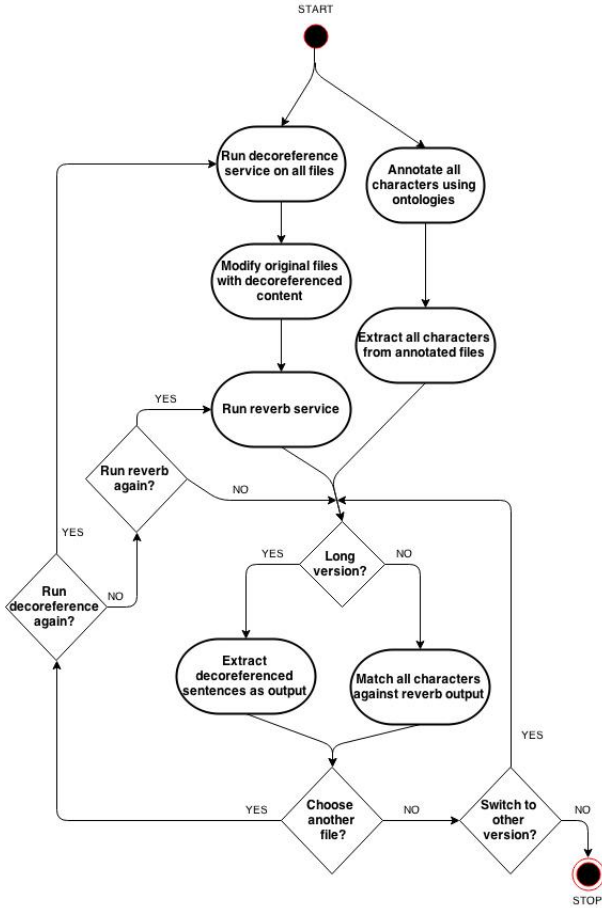 START
Run decoreference
service on all files
Annotate all
characters using
ontologies
Modify original files
with decoreferenced
content
Extract all characters
from annotated files
Run reverb service
YES
Run reverb
again?
NO
YES
Long
version?
YES
NO
Run
decoreference
again?
NO
Extract
decoreferenced
sentences as output
Match all characters
against reverb output
YES
Choose
another
file?
YES
NO
Switch to
other
version?
NO
STOP